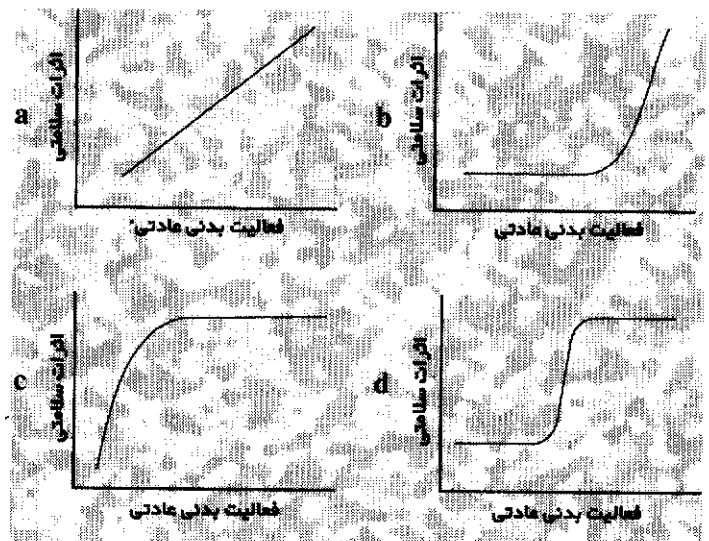 a
اثرات سلامتی
فعالیت بدنی عادتی
b
اثرات سلامتی
فعالیت بدنی عادتی
c
اثرات سلامتی
فعالیت بدنی عادتی
d
اثرات سلامتی
فعالیت بدنی عادتی